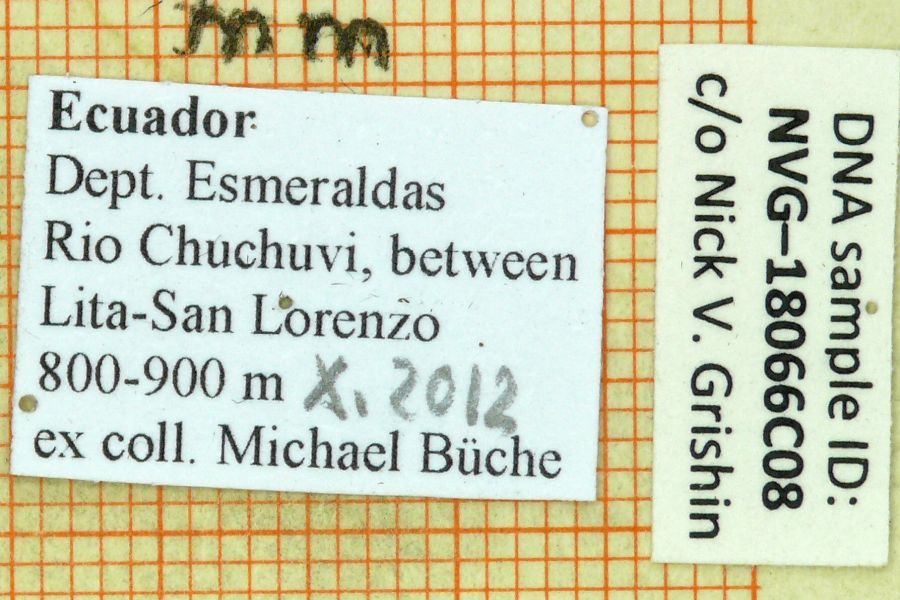 mm
Ecuador
Dept. Esmeraldas
Rio Chuchuvi, between
Lita-San Lorenzo
800-900 m X. 2012
ex coll. Michael Büche
DNA sample ID:
NVG–18066C08
c/o Nick V. Grishin